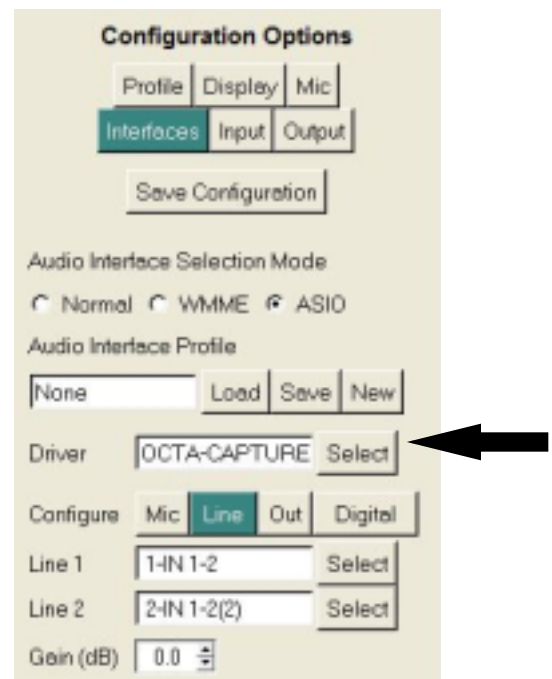 Configuration Options
Profile Display Mic
Interfaces Input Output
Save Configuration
Audio Interface Selection Mode
Normal WMME ASIO
Audio Interface Profile
None Load Save New
Driver OCTA-CAPTURE Select
Configure Mic Line Out Digital
Line 1 1-IN 1-2 Select
Line 2 2-IN 1-2(2) Select
Gain (dB) 0.0